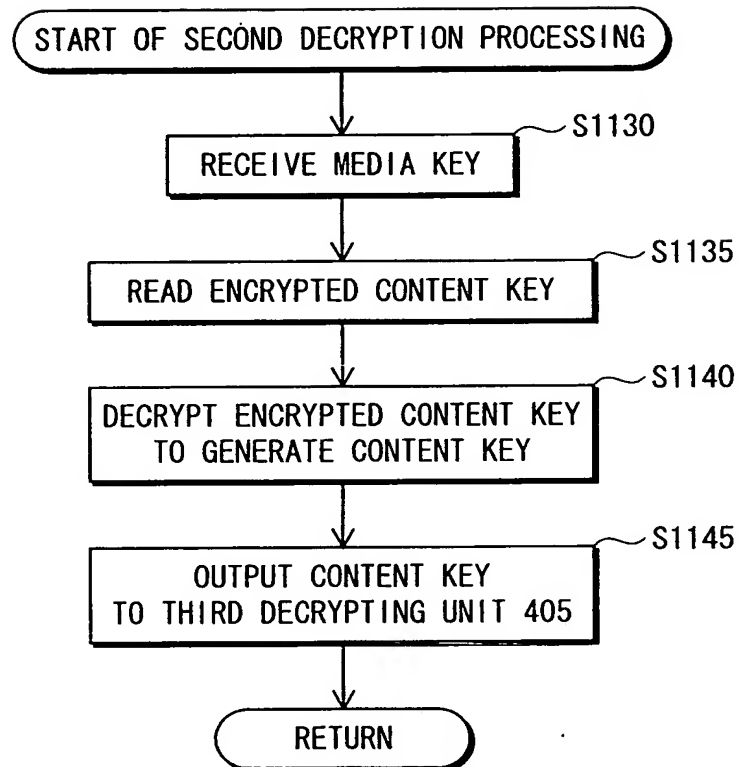 START OF SECOND DECRYPTION PROCESSING
S1130
RECEIVE MEDIA KEY
S1135
READ ENCRYPTED CONTENT KEY
S1140
DECRYPT ENCRYPTED CONTENT KEY
TO GENERATE CONTENT KEY
S1145
OUTPUT CONTENT KEY
TO THIRD DECRYPTING UNIT 405
RETURN